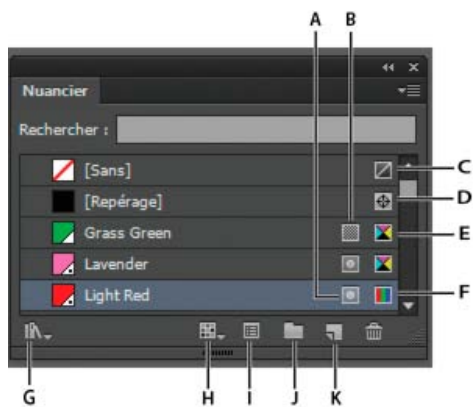 A B
Nuancier
Rechercher :
[Sans] C
[Repérage] D
Grass Green E
Lavender
Light Red F
G H I J K